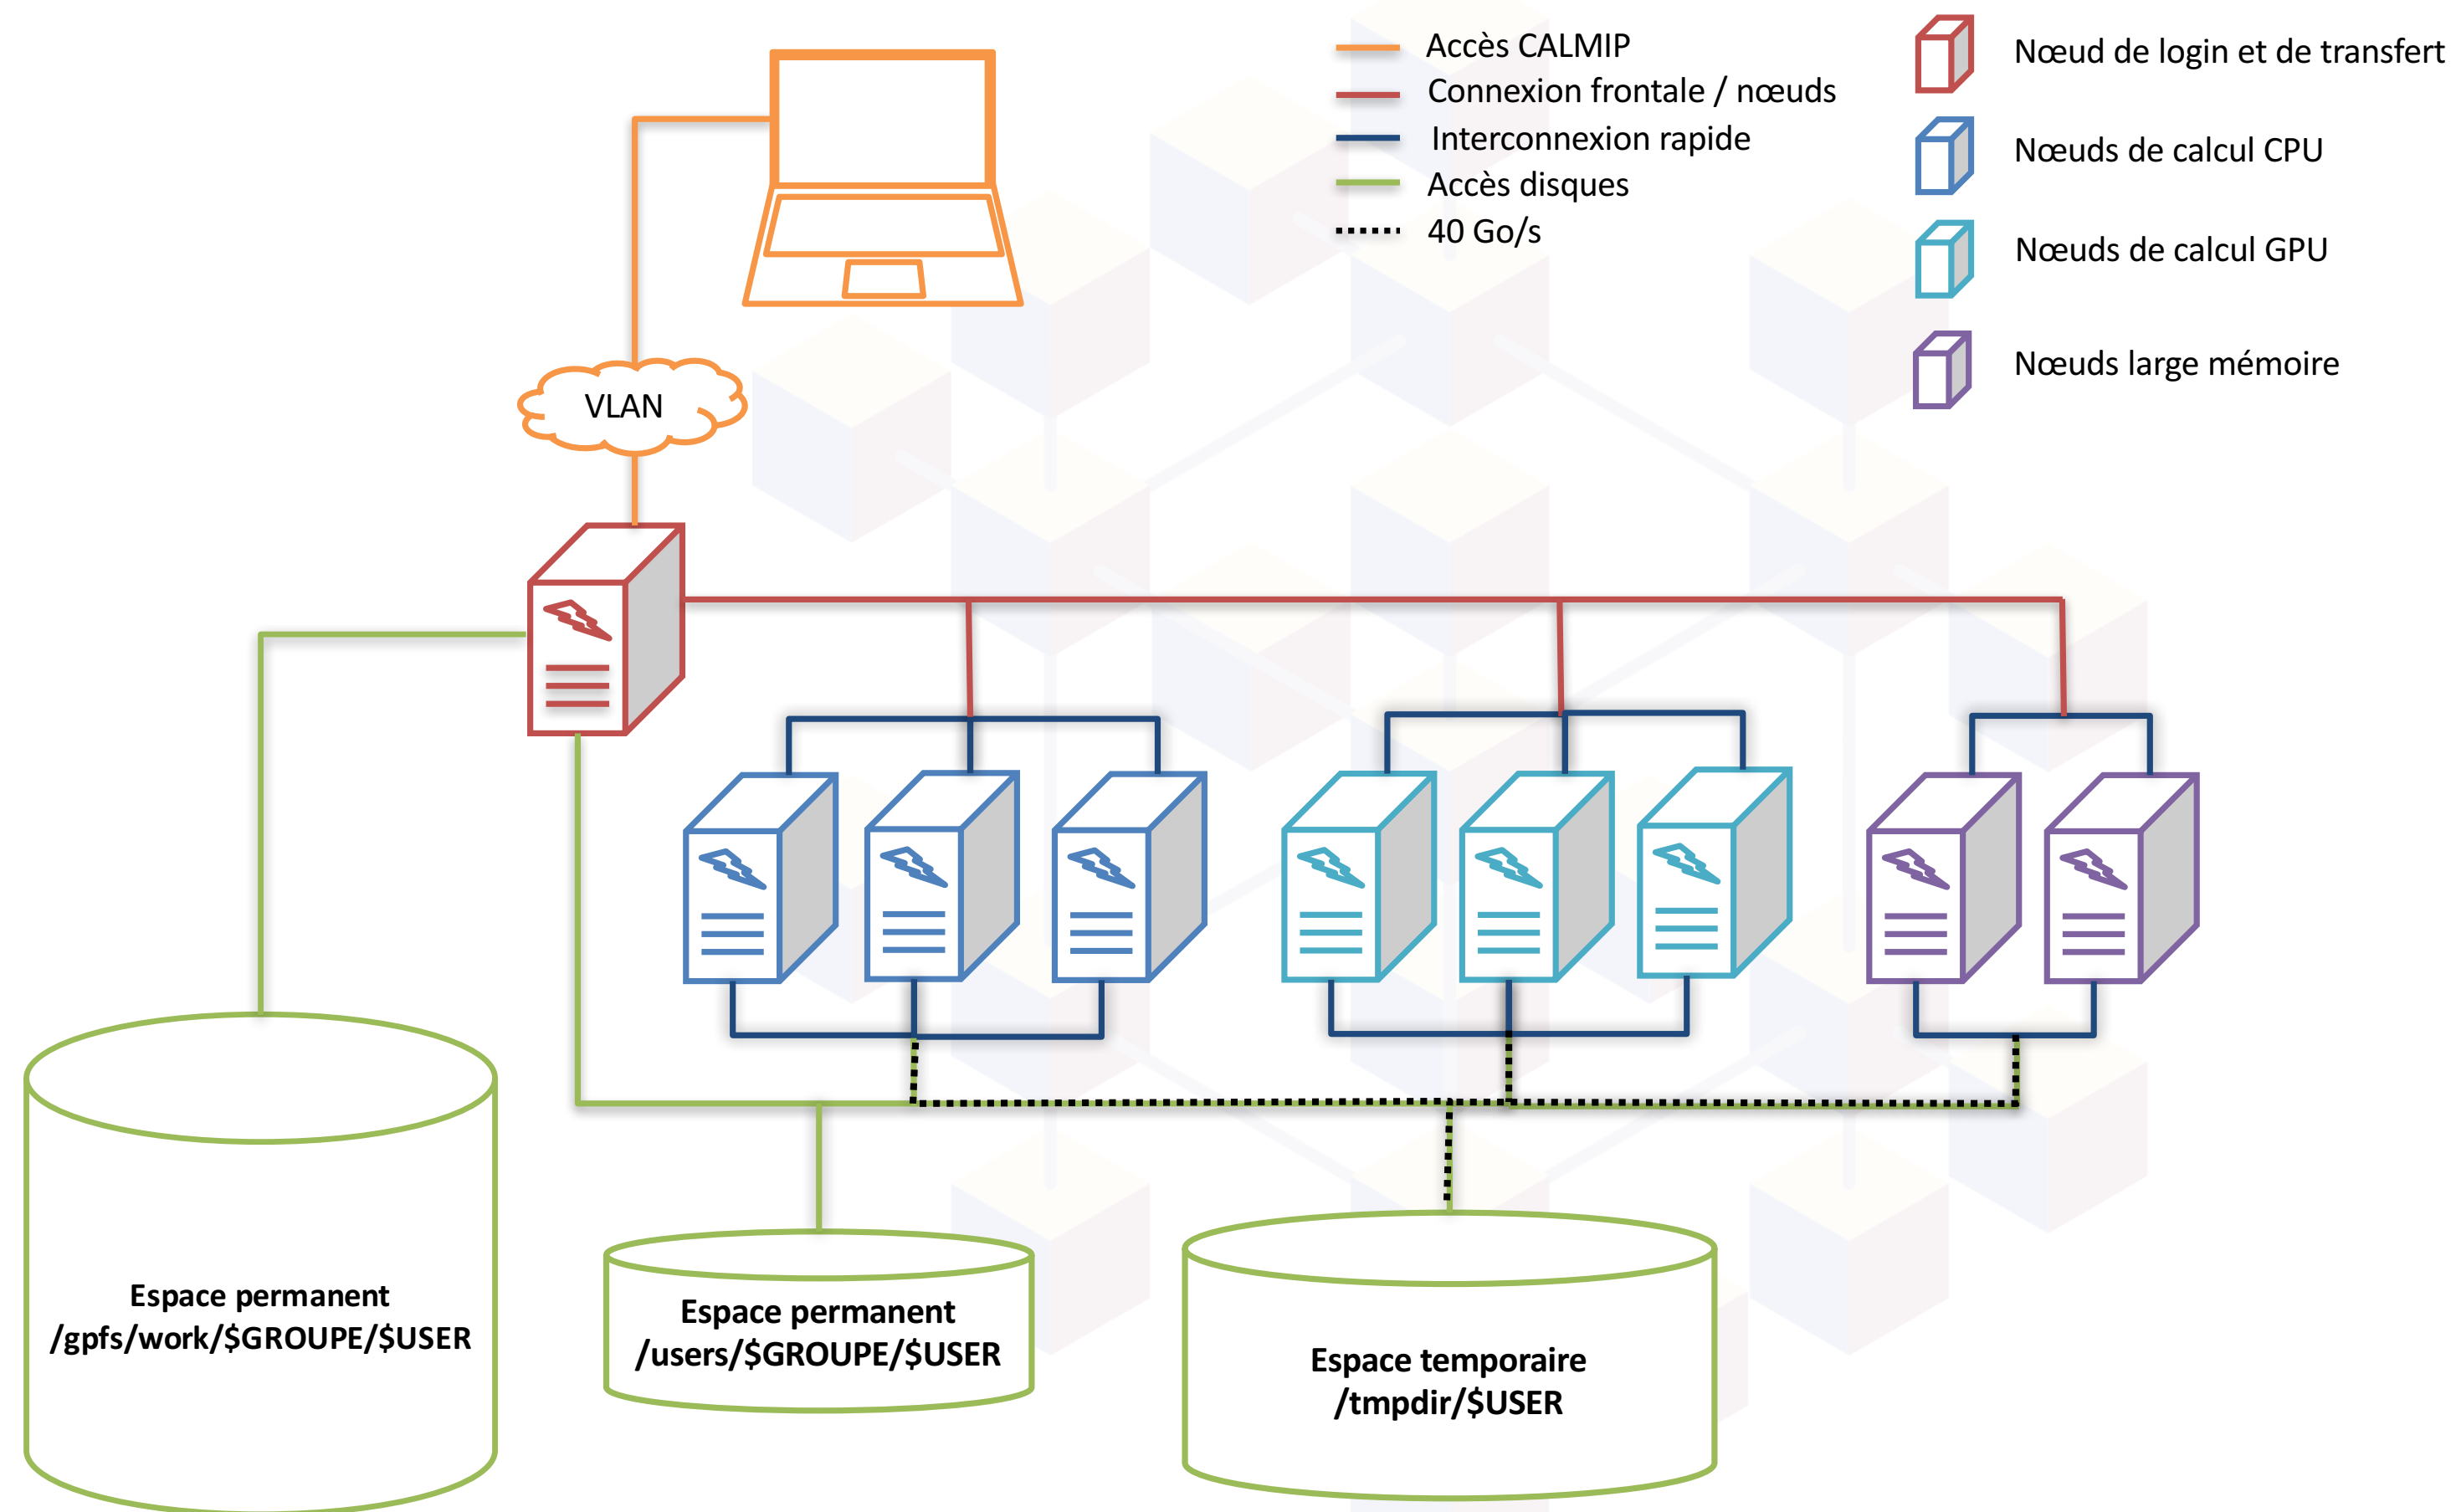 Accès CALMIP
Connexion frontale / nœuds
Interconnexion rapide
Accès disques
40 Go/s
Nœud de login et de transfert
Nœuds de calcul CPU
Nœuds de calcul GPU
Nœuds large mémoire
VLAN
Espace permanent
/gpfs/work/$GROUPE/$USER
Espace permanent
/users/$GROUPE/$USER
Espace temporaire
/tmpdir/$USER